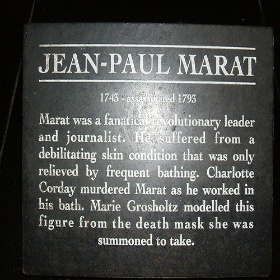 JEAN-PAUL MARAT
1743 - assassinated 1793
Marat was a fanatical revolutionary leader
and journalist. He suffered from a
debilitating skin condition that was only
relieved by frequent bathing. Charlotte
Corday murdered Marat as he worked in
his bath. Marie Grosholtz modelled this
figure from the death mask she was
summoned to take.